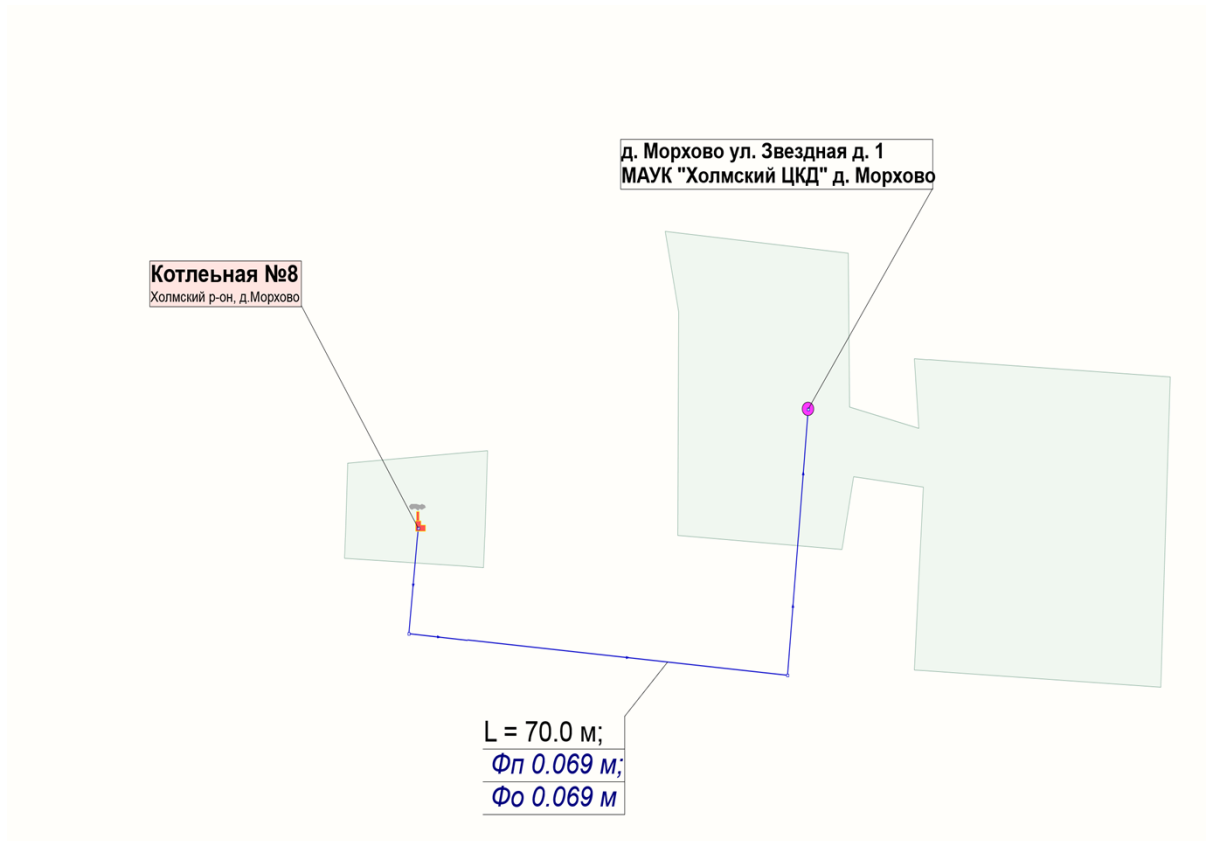 д. Морхово ул. Звездная д. 1
МАУК "Холмский ЦКД" д. Морхово
Котлеьная №8
Холмский р-он, д.Морхово
L = 70.0 м;
Фп 0.069 м;
Фо 0.069 м